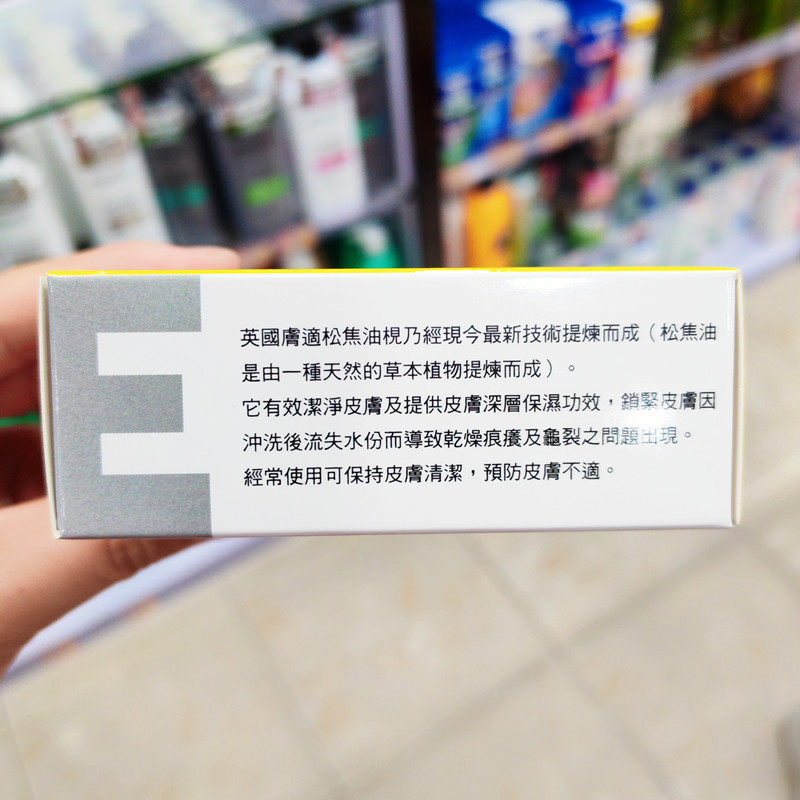 E
英國膚適松焦油梘乃經現今最新技術提煉而成（松焦油
是由一種天然的草本植物提煉而成）。
它有效潔淨皮膚及提供皮膚深層保濕功效，鎖緊皮膚因
沖洗後流失水份而導致乾燥痕癢及龜裂之問題出現。
經常使用可保持皮膚清潔，預防皮膚不適。